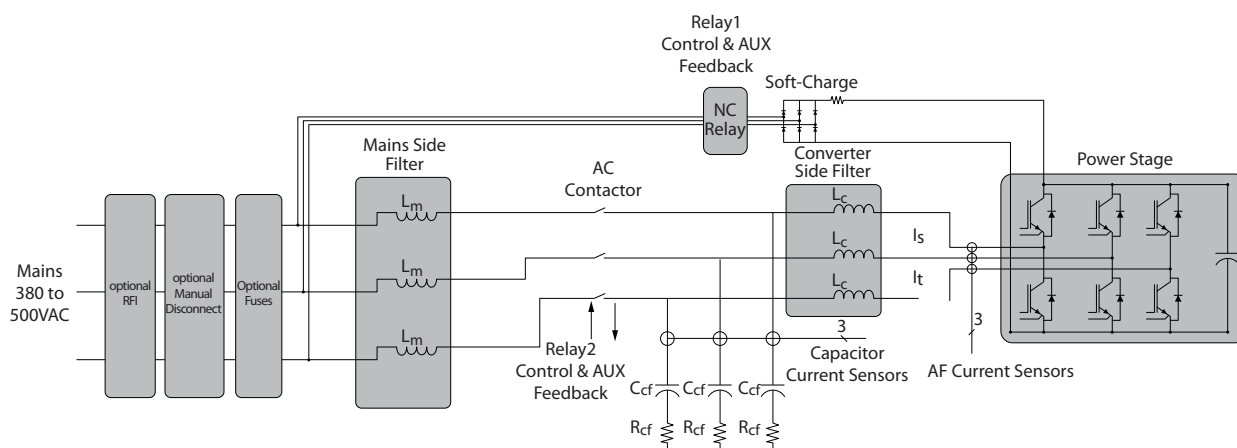 Relay1
Control & AUX
Feedback
Soft-Charge
NC
Relay
Mains Side
Filter
AC
Contactor
Converter
Side Filter
Power Stage
Lm
Lc
Is
Lm
Lc
It
Lm
Lc
Mains
380 to
500VAC
optional
RFI
optional
Manual
Disconnect
Optional
Fuses
Relay2
Control & AUX
Feedback
3
Capacitor
Current Sensors
3
AF Current Sensors
Ccf Ccf Ccf
Rcf Rcf Rcf